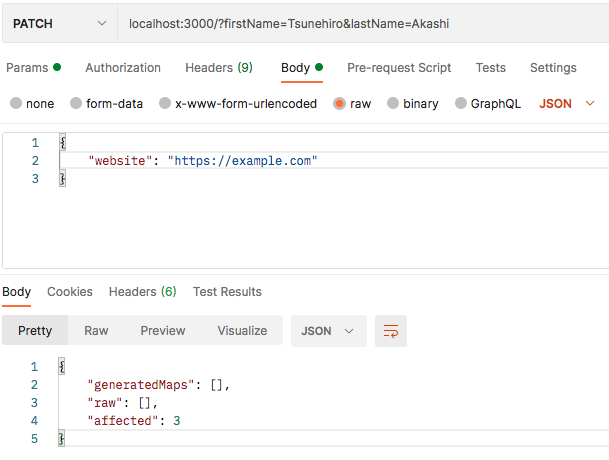 PATCH localhost:3000/?firstName=Tsunehiro&lastName=Akashi
Params Authorization Headers (9) Body Pre-request Script Tests Settings
none form-data x-www-form-urlencoded raw binary GraphQL JSON
1 {
2 "website": "https://example.com"
3 }
Body Cookies Headers (6) Test Results
Pretty Raw Preview Visualize JSON
1 {
2 "generatedMaps": [],
3 "raw": [],
4 "affected": 3
5 }